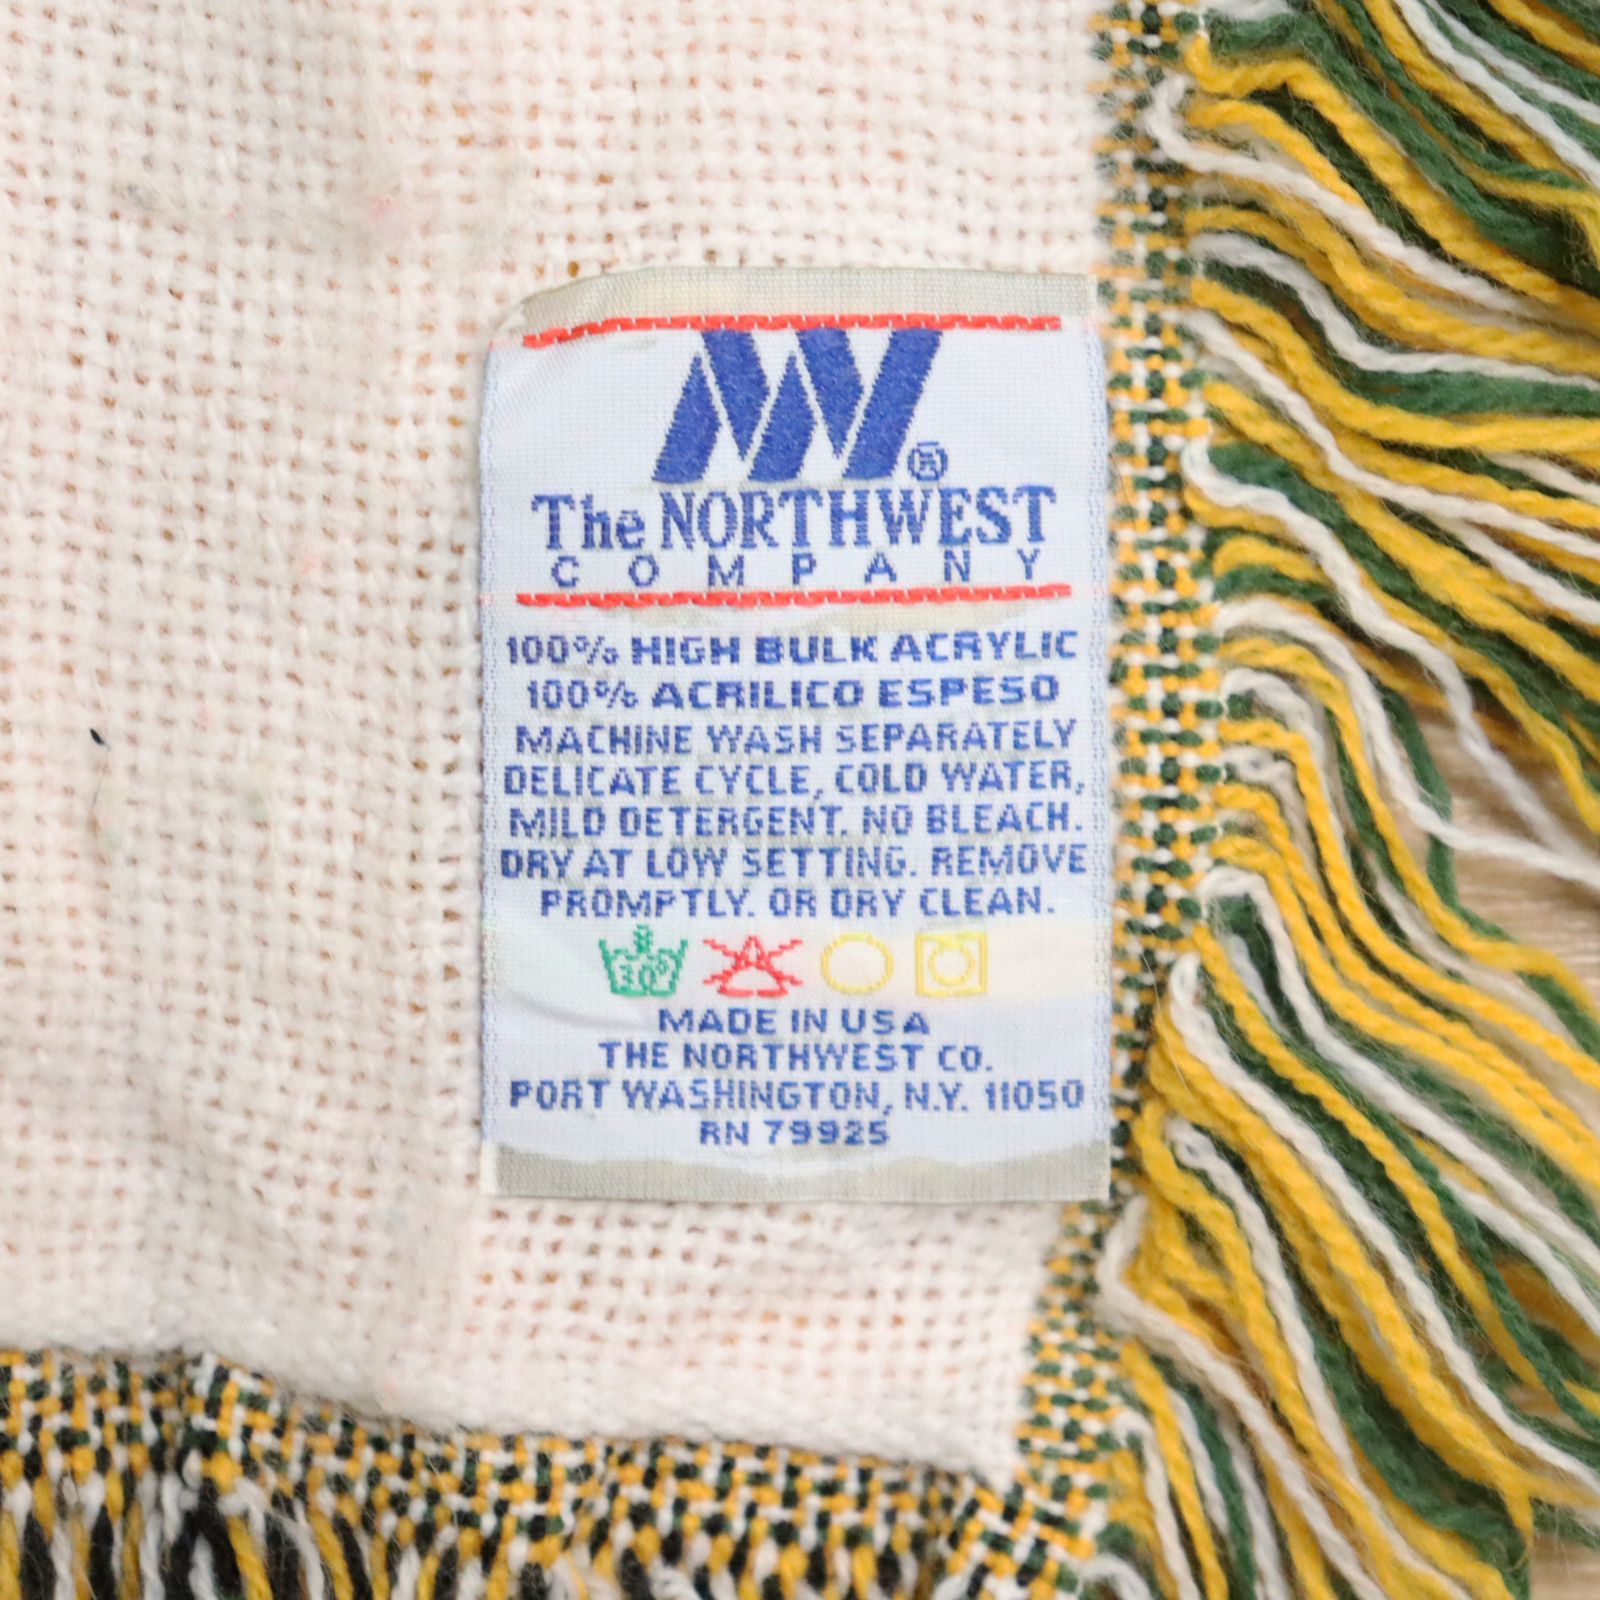 The NORTHWEST
COMPANY
100% HIGH BULK ACRYLIC
100% ACRILICO ESPESO
MACHINE WASH SEPARATELY
DELICATE CYCLE, COLD WATER,
MILD DETERGENT. NO BLEACH.
DRY AT LOW SETTING. REMOVE
PROMPTLY. OR DRY CLEAN.
30°
MADE IN USA
THE NORTHWEST CO.
PORT WASHINGTON, N.Y. 11050
RN 79925